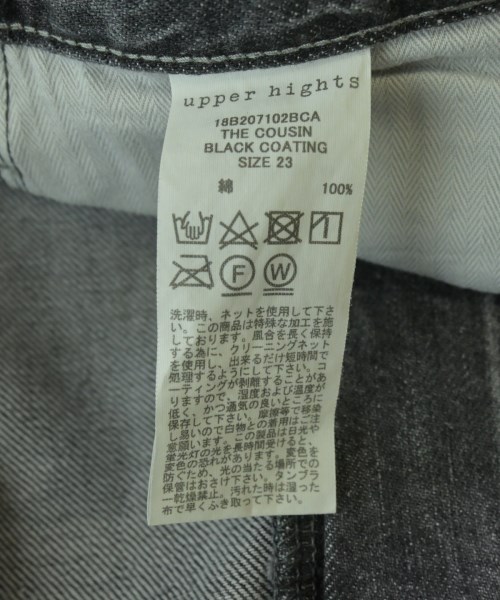 upper hights
18B207102BCA
THE COUSIN
BLACK COATING
SIZE 23
綿 100%
F W
洗濯時、ネットを使用して下さ
い。この商品は特殊な加工を施
しております。風合を長く保持
する為に、クリーニングネット
を使用し、出来るだけ短時間で
処理するようにして下さい。コ
ーティングが剥離することがあ
りますので、湿度および温度が
低く、かつ通気の良いところに
保存して下さい。摩擦等で移染
し易いので白物との着用はご注
意願います。この製品は日光や
蛍光灯の光を長時間受けると、
変色の恐れがあります。変色を
防ぐため、光の当たる場所での
保管はおさけ下さい。タンブラ
ー乾燥禁止。汚れた時は湿った
布で早くふき取って下さい。